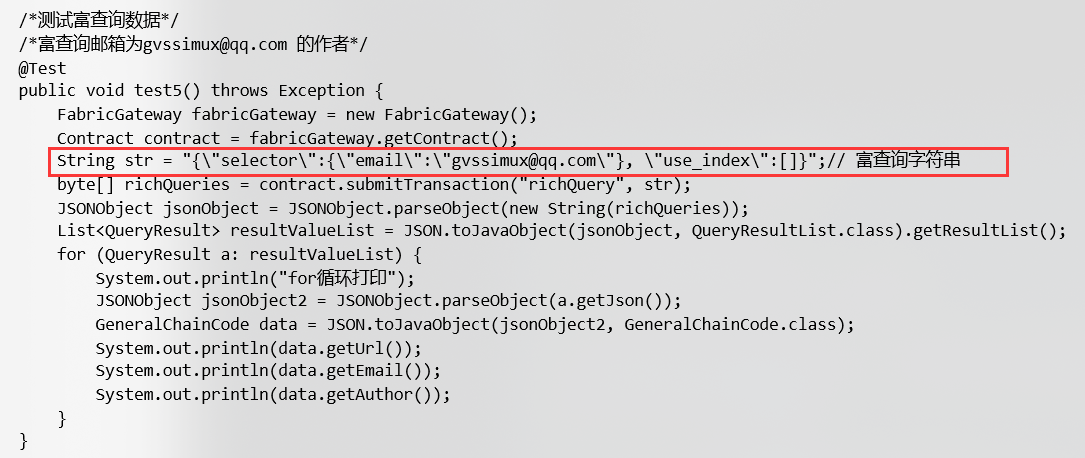 /*测试富查询数据*/
/*富查询邮箱为gvssimux@qq.com 的作者*/
@Test
public void test5() throws Exception {
    FabricGateway fabricGateway = new FabricGateway();
    Contract contract = fabricGateway.getContract();
    String str = "{\"selector\":{\"email\":\"gvssimux@qq.com\"}, \"use_index\":[]}";// 富查询字符串
    byte[] richQueries = contract.submitTransaction("richQuery", str);
    JSONObject jsonObject = JSONObject.parseObject(new String(richQueries));
    List<QueryResult> resultValueList = JSON.toJavaObject(jsonObject, QueryResultList.class).getResultList();
    for (QueryResult a: resultValueList) {
        System.out.println("for循环打印");
        JSONObject jsonObject2 = JSONObject.parseObject(a.getJson());
        GeneralChainCode data = JSON.toJavaObject(jsonObject2, GeneralChainCode.class);
        System.out.println(data.getUrl());
        System.out.println(data.getEmail());
        System.out.println(data.getAuthor());
    }
}